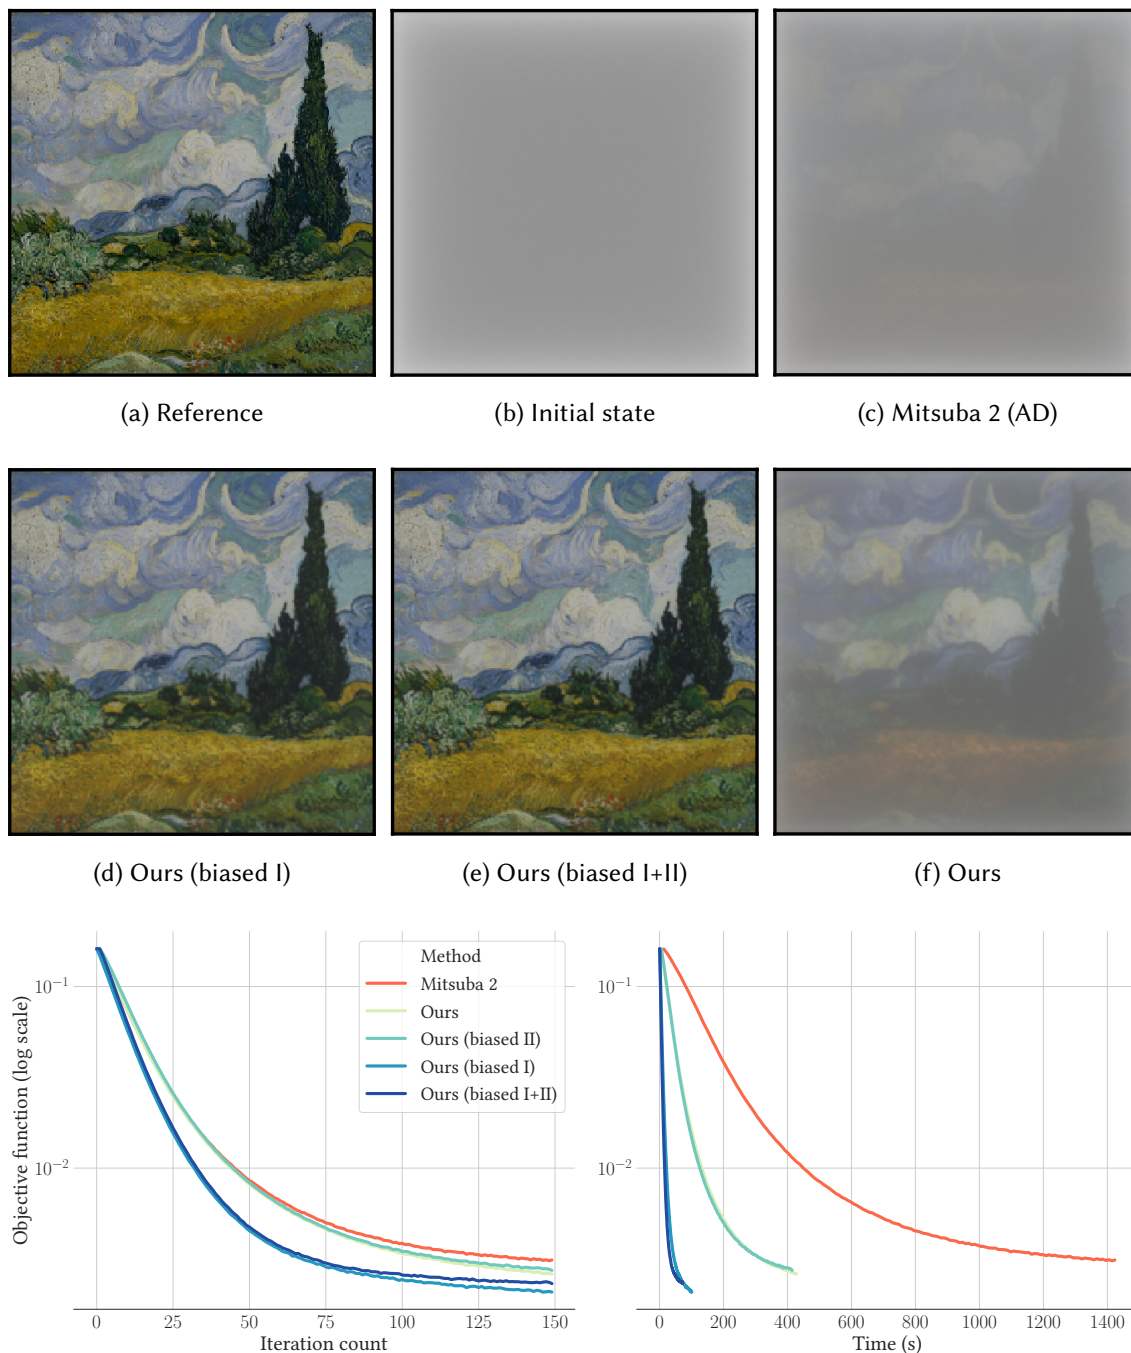 (a) Reference
(b) Initial state
(c) Mitsuba 2 (AD)
(d) Ours (biased I)
(e) Ours (biased I+II)
(f) Ours
Objective function (log scale)
10⁻¹
10⁻²
0 25 50 75 100 125 150
Iteration count
Method
Mitsuba 2
Ours
Ours (biased II)
Ours (biased I)
Ours (biased I+II)
10⁻¹
10⁻²
0 200 400 600 800 1000 1200 1400
Time (s)